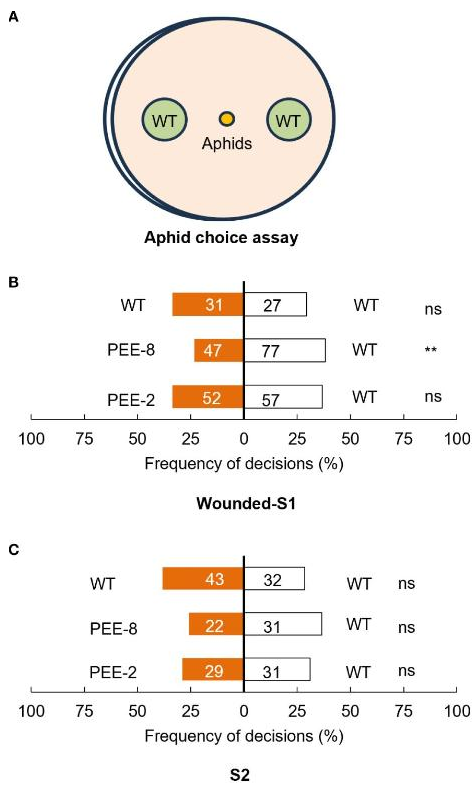 A
WT WT
Aphids
Aphid choice assay
B
WT 31 27 WT ns
PEE-8 47 77 WT **
PEE-2 52 57 WT ns
100 75 50 25 0 25 50 75 100
Frequency of decisions (%)
Wounded-S1
C
WT 43 32 WT ns
PEE-8 22 31 WT ns
PEE-2 29 31 WT ns
100 75 50 25 0 25 50 75 100
Frequency of decisions (%)
S2